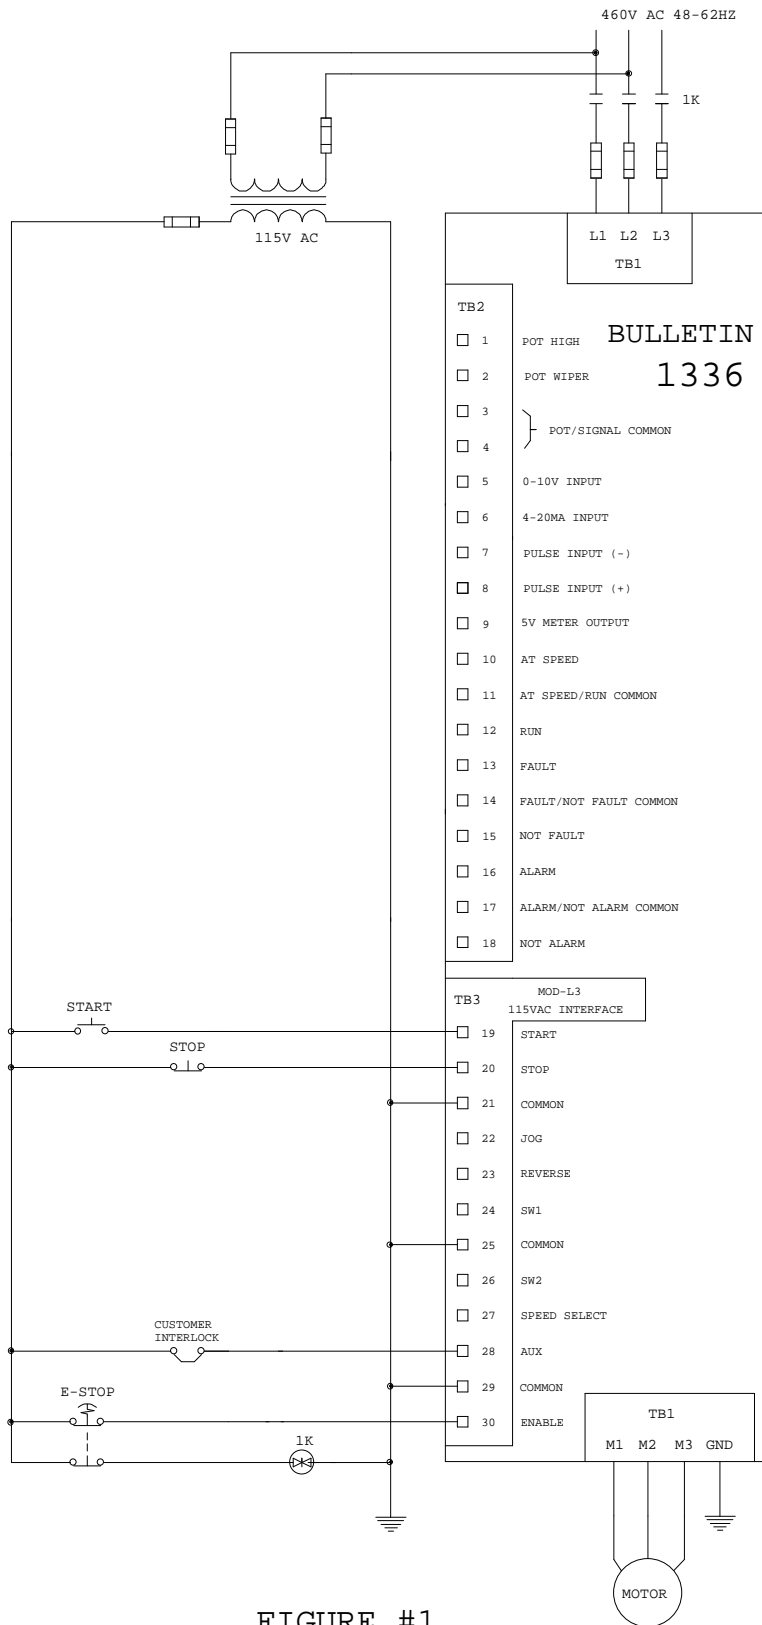 460V AC 48-62HZ
1K
115V AC
L1 L2 L3
TB1
TB2
BULLETIN
1336
1 POT HIGH
2 POT WIPER
3
POT/SIGNAL COMMON
4
5 0-10V INPUT
6 4-20MA INPUT
7 PULSE INPUT (-)
8 PULSE INPUT (+)
9 5V METER OUTPUT
10 AT SPEED
11 AT SPEED/RUN COMMON
12 RUN
13 FAULT
14 FAULT/NOT FAULT COMMON
15 NOT FAULT
16 ALARM
17 ALARM/NOT ALARM COMMON
18 NOT ALARM
TB3
MOD-L3
115VAC INTERFACE
START
19 START
STOP
20 STOP
21 COMMON
22 JOG
23 REVERSE
24 SW1
25 COMMON
26 SW2
27 SPEED SELECT
CUSTOMER
INTERLOCK
28 AUX
29 COMMON
E-STOP
30 ENABLE
1K
TB1
M1 M2 M3 GND
MOTOR
FIGURE #1